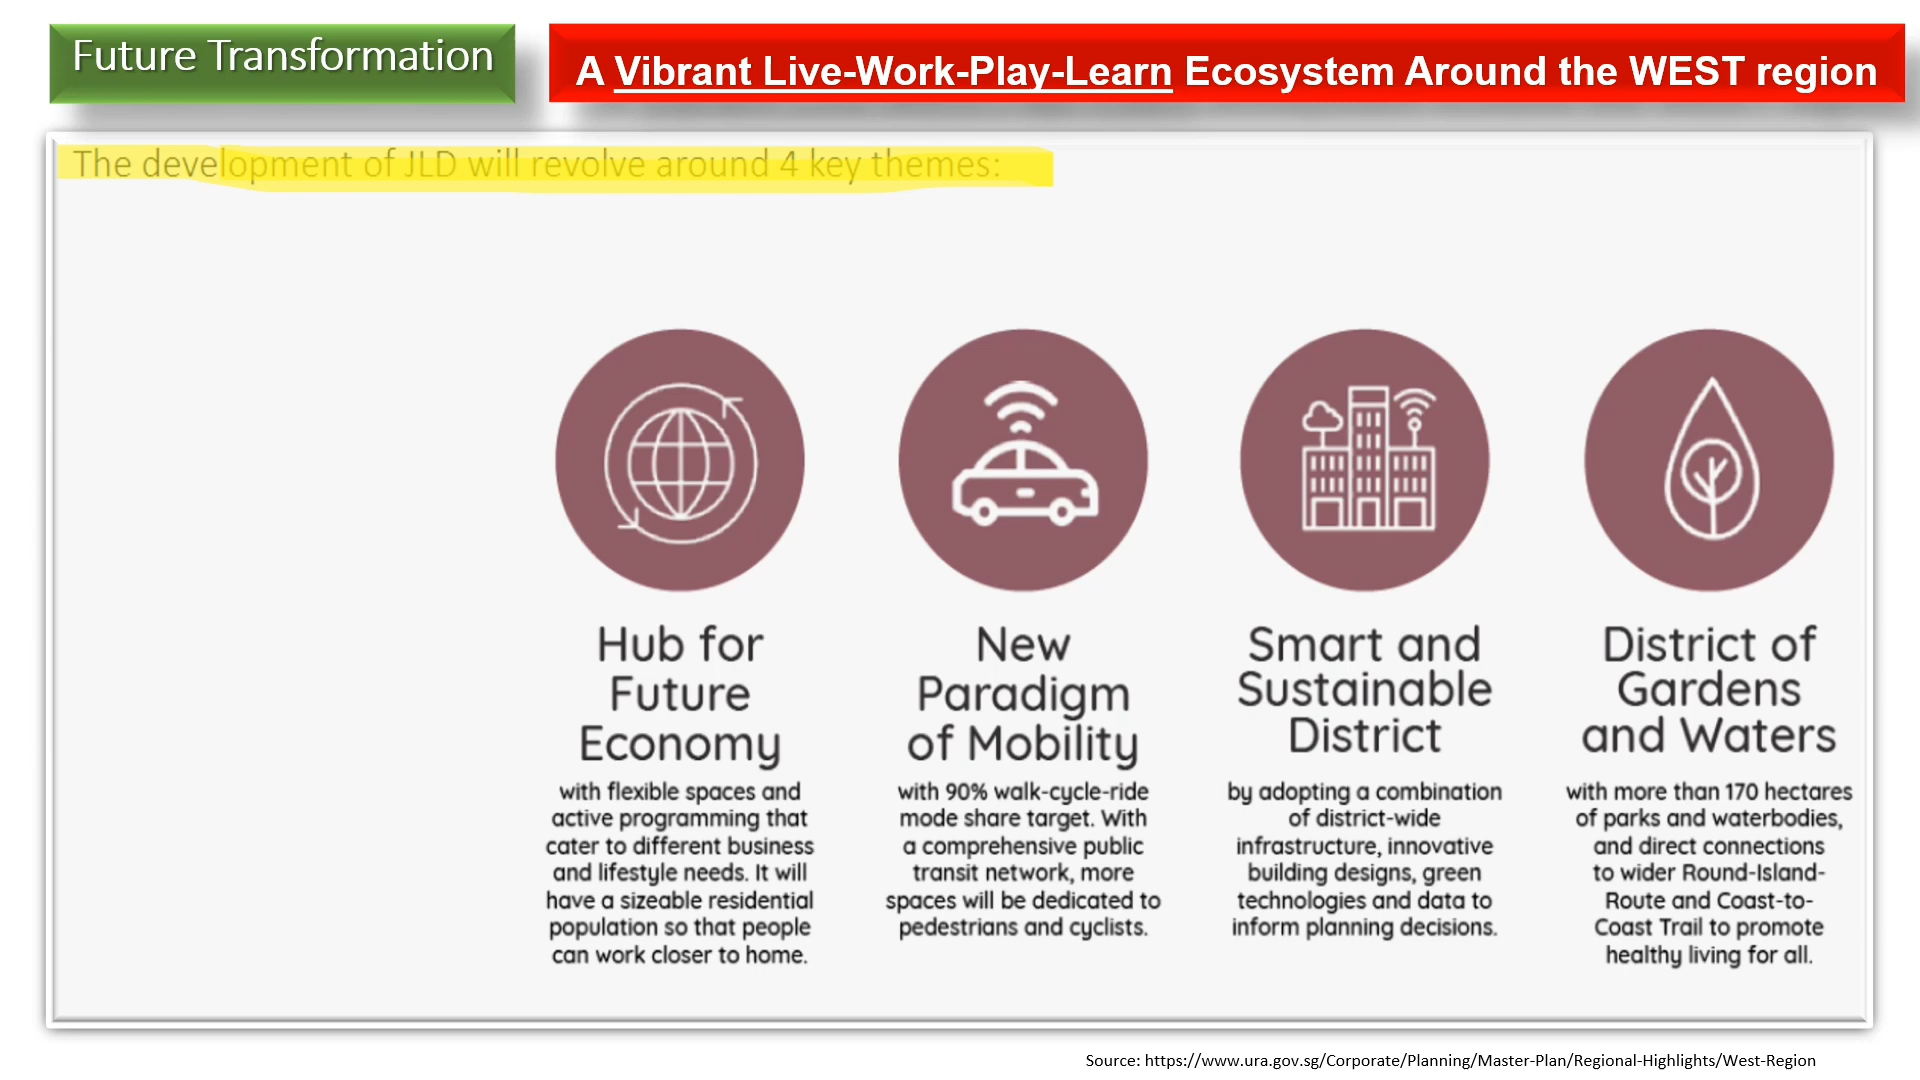 Future Transformation
A Vibrant Live-Work-Play-Learn Ecosystem Around the WEST region
The development of JLD will revolve around 4 key themes:
Hub for
Future
Economy
with flexible spaces and
active programming that
cater to different business
and lifestyle needs. It will
have a sizeable residential
population so that people
can work closer to home.
New
Paradigm
of Mobility
with 90% walk-cycle-ride
mode share target. With
a comprehensive public
transit network, more
spaces will be dedicated to
pedestrians and cyclists.
Smart and
Sustainable
District
by adopting a combination
of district-wide
infrastructure, innovative
building designs, green
technologies and data to
inform planning decisions.
District of
Gardens
and Waters
with more than 170 hectares
of parks and waterbodies,
and direct connections
to wider Round-Island-
Route and Coast-to-
Coast Trail to promote
healthy living for all.
Source: https://www.ura.gov.sg/Corporate/Planning/Master-Plan/Regional-Highlights/West-Region